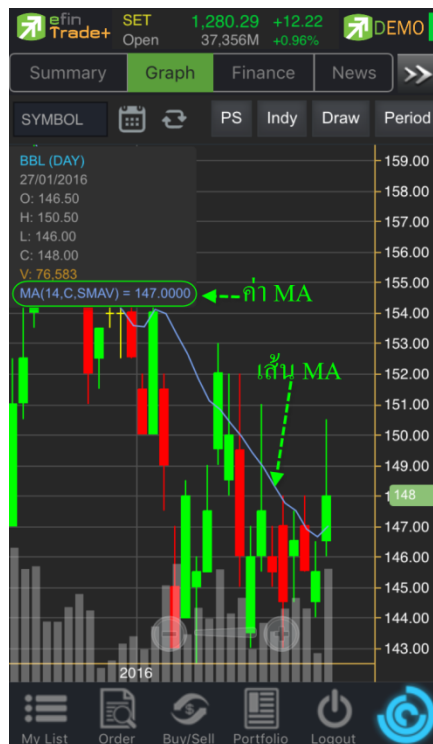 efin SET 1,280.29 +12.22
Trade+ Open 37,356M +0.96% DEMO
Summary Graph Finance News >>
SYMBOL PS Indy Draw Period
BBL (DAY)
27/01/2016
O: 146.50
H: 150.50
L: 146.00
C: 148.00
V: 76,583
MA(14,C,SMAV) = 147.0000
ค่า MA
เส้น MA
159.00
158.00
157.00
156.00
155.00
154.00
153.00
152.00
151.00
150.00
149.00
148
147.00
146.00
145.00
144.00
143.00
2016
My List Order Buy/Sell Portfolio Logout